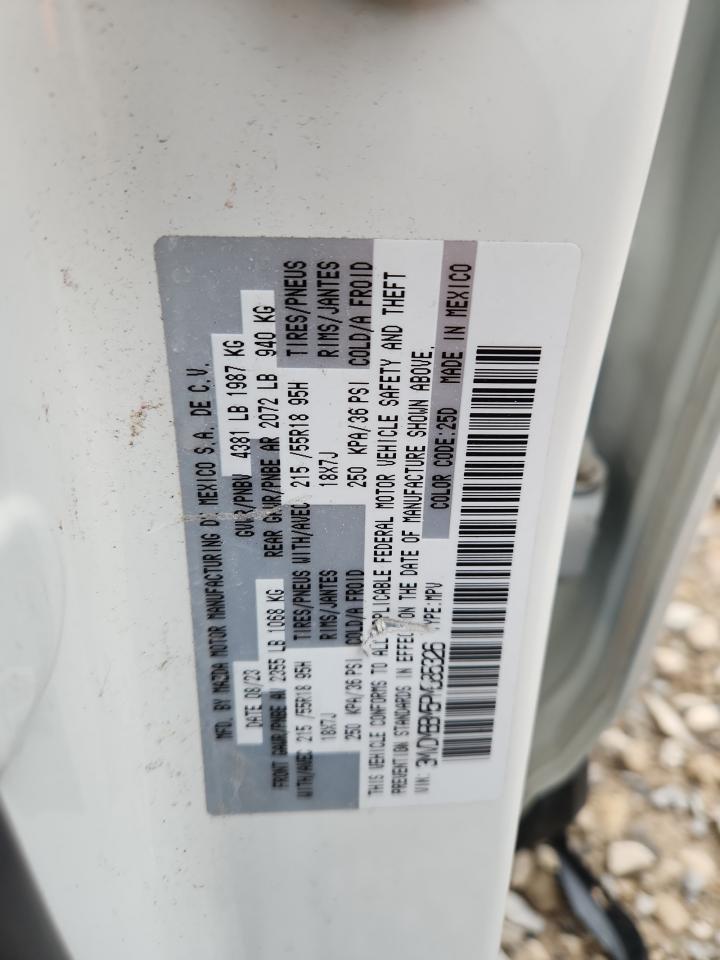 MFG. BY MAZDA MOTOR MANUFACTURING DE MEXICO S.A. DE C.V.
DATE 08/23 GVWR/PNBV 4381 LB 1987 KG
FRONT GAWR/PNBE AV 2355 LB 1068 KG REAR GAWR/PNBE AR 2072 LB 940 KG
WITH/AVEC 215 /55R18 95H TIRES/PNEUS WITH/AVEC 215 /55R18 95H TIRES/PNEUS
18X7J RIMS/JANTES 18X7J RIMS/JANTES
250 KPA/36 PSI COLD/A FROID 250 KPA/36 PSI COLD/A FROID
THIS VEHICLE CONFORMS TO ALL APPLICABLE FEDERAL MOTOR VEHICLE SAFETY AND THEFT
PREVENTION STANDARDS IN EFFECT ON THE DATE OF MANUFACTURE SHOWN ABOVE.
VIN: TYPE:MPV COLOR CODE:25D MADE IN MEXICO